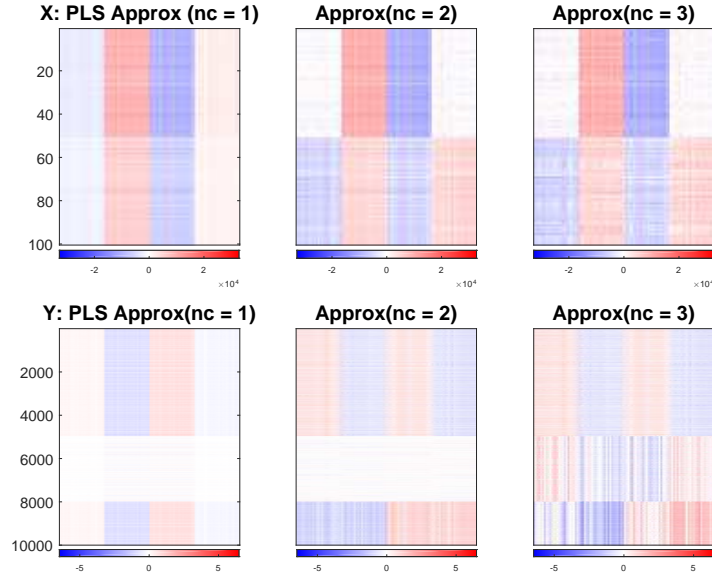 X: PLS Approx (nc = 1) Approx(nc = 2) Approx(nc = 3)
20
40
60
80
100
-2 0 2 -2 0 2 -2 0 2
×10⁴ ×10⁴ ×10⁴
Y: PLS Approx(nc = 1) Approx(nc = 2) Approx(nc = 3)
2000
4000
6000
8000
10000
-5 0 5 -5 0 5 -5 0 5